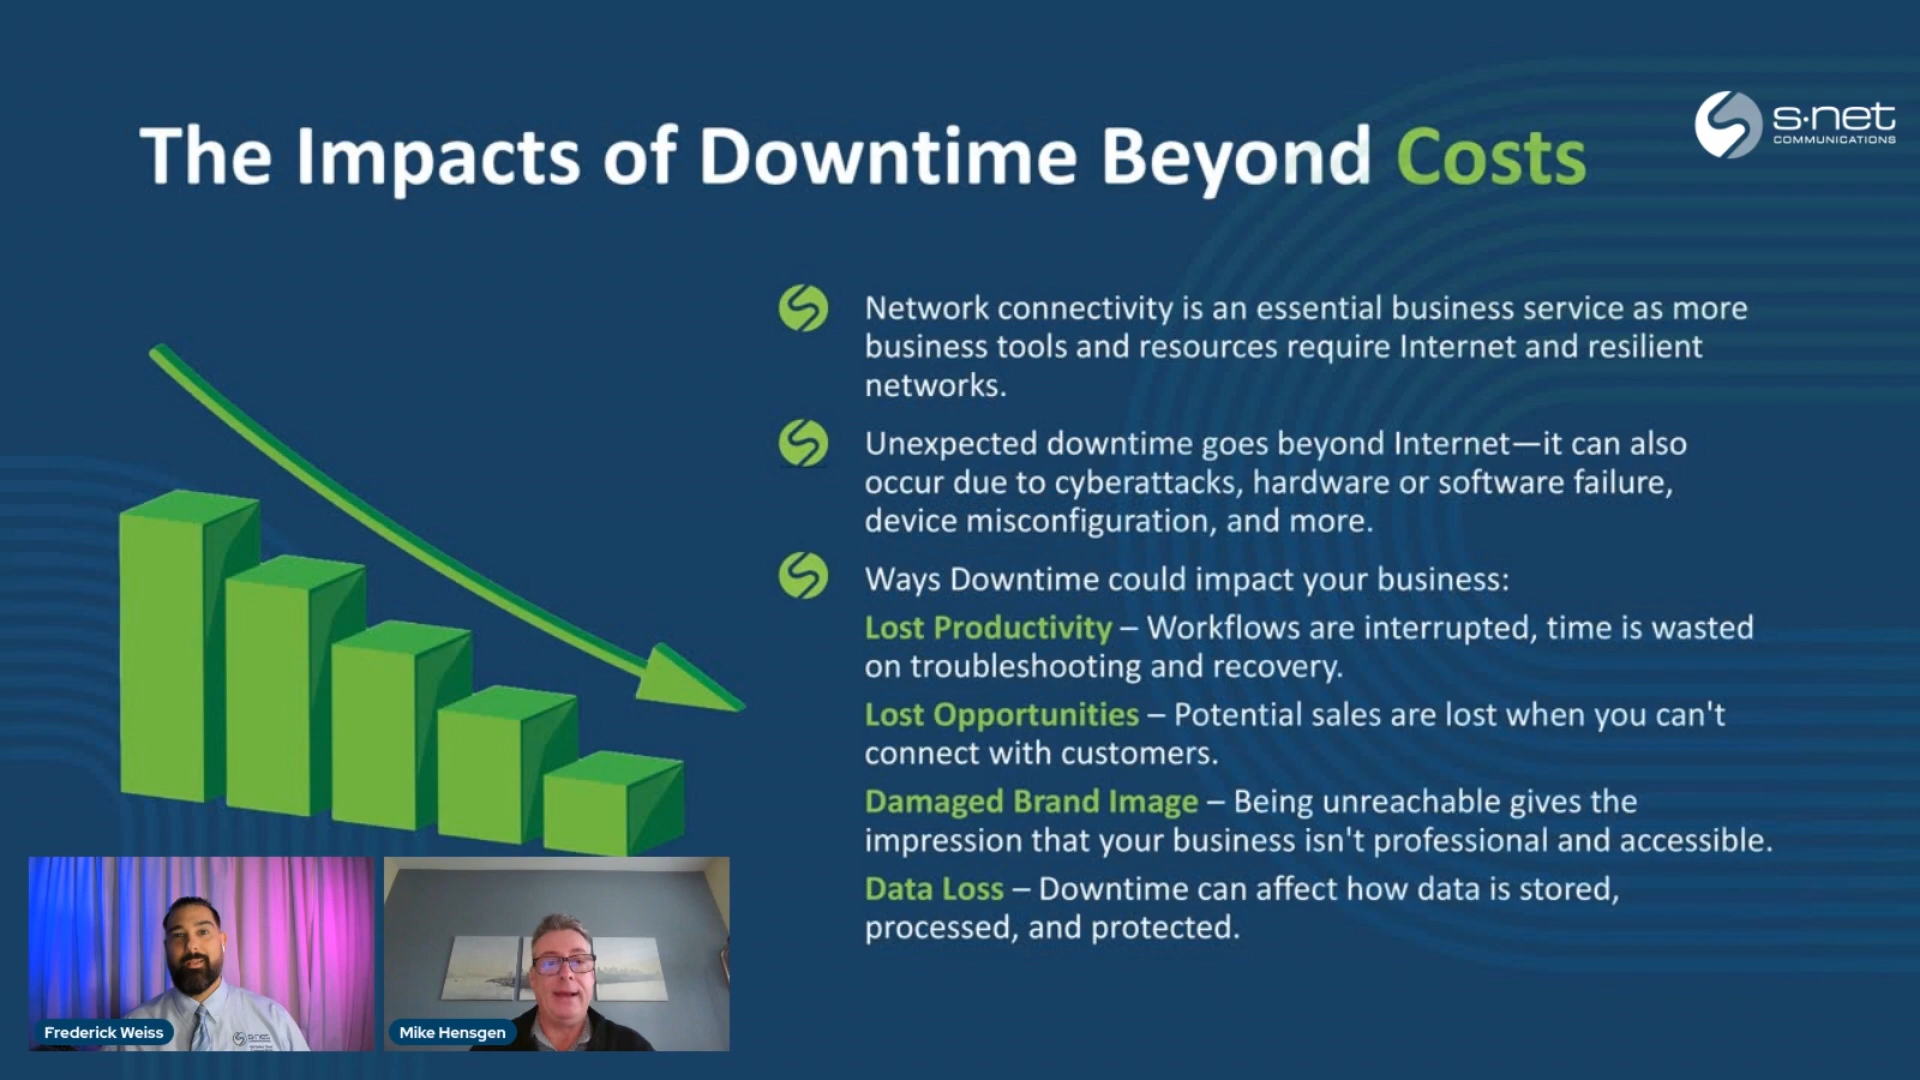 The Impacts of Downtime Beyond Costs
s·net
COMMUNICATIONS
Network connectivity is an essential business service as more
business tools and resources require Internet and resilient
networks.
Unexpected downtime goes beyond Internet—it can also
occur due to cyberattacks, hardware or software failure,
device misconfiguration, and more.
Ways Downtime could impact your business:
Lost Productivity – Workflows are interrupted, time is wasted
on troubleshooting and recovery.
Lost Opportunities – Potential sales are lost when you can't
connect with customers.
Damaged Brand Image – Being unreachable gives the
impression that your business isn't professional and accessible.
Data Loss – Downtime can affect how data is stored,
processed, and protected.
Frederick Weiss
s·net
Mike Hensgen